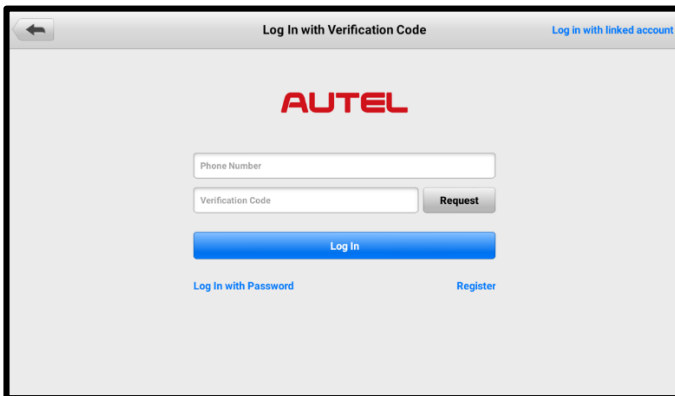 Log In with Verification Code
Log in with linked account
AUTEL
Phone Number
Verification Code
Request
Log In
Log In with Password
Register